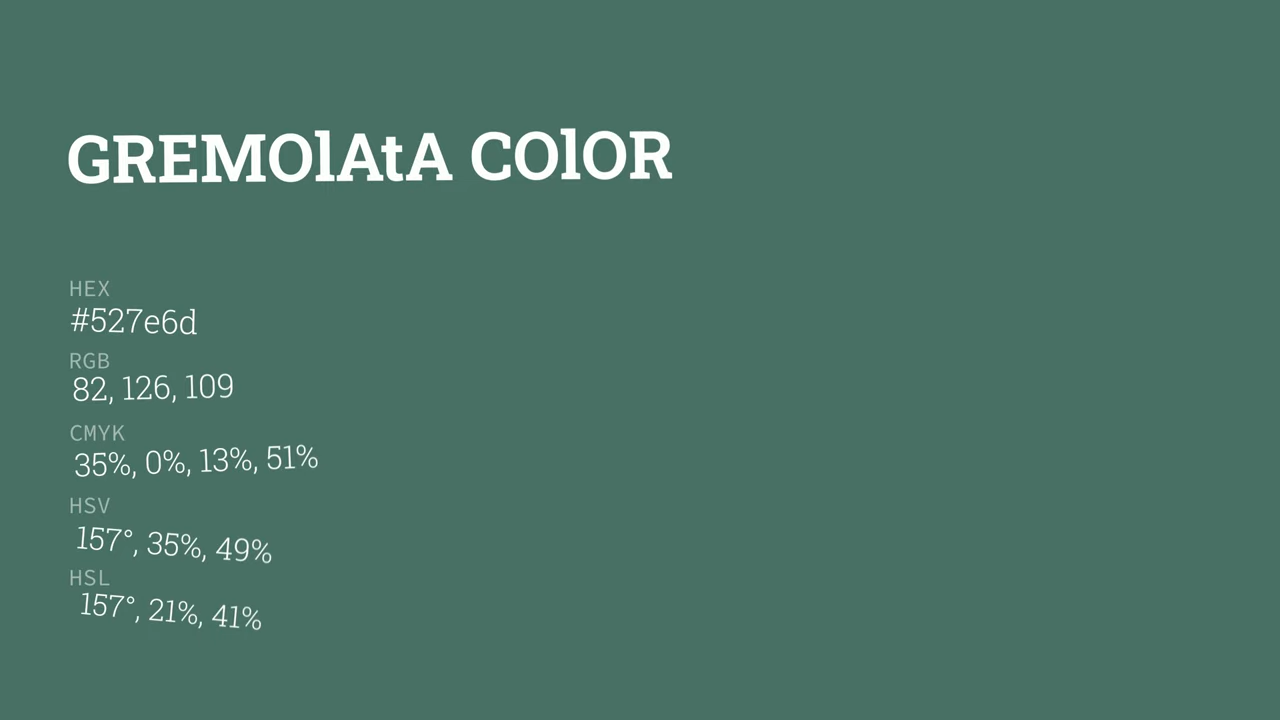 GREMOlAtA COlOR
HEX
#527e6d
RGB
82, 126, 109
CMYK
35%, 0%, 13%, 51%
HSV
157°, 35%, 49%
HSL
157°, 21%, 41%